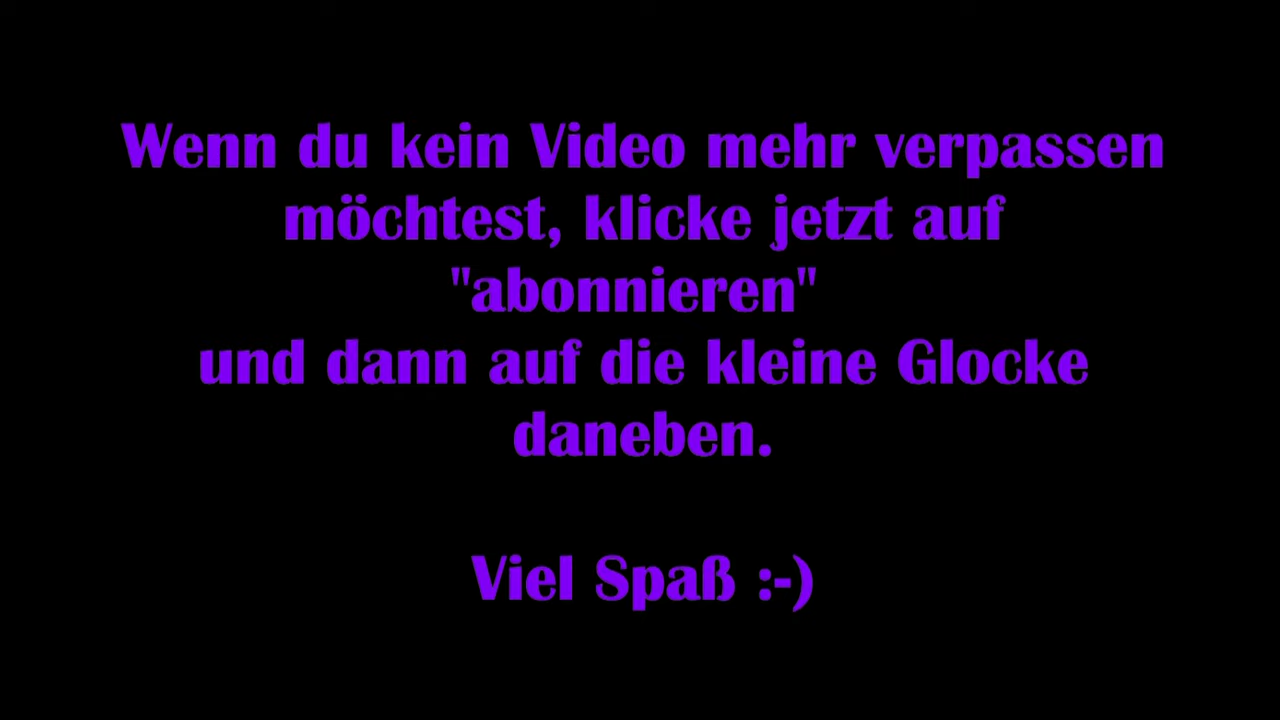 Wenn du kein Video mehr verpassen
möchtest, klicke jetzt auf
"abonnieren"
und dann auf die kleine Glocke
daneben.
Viel Spaß :-)